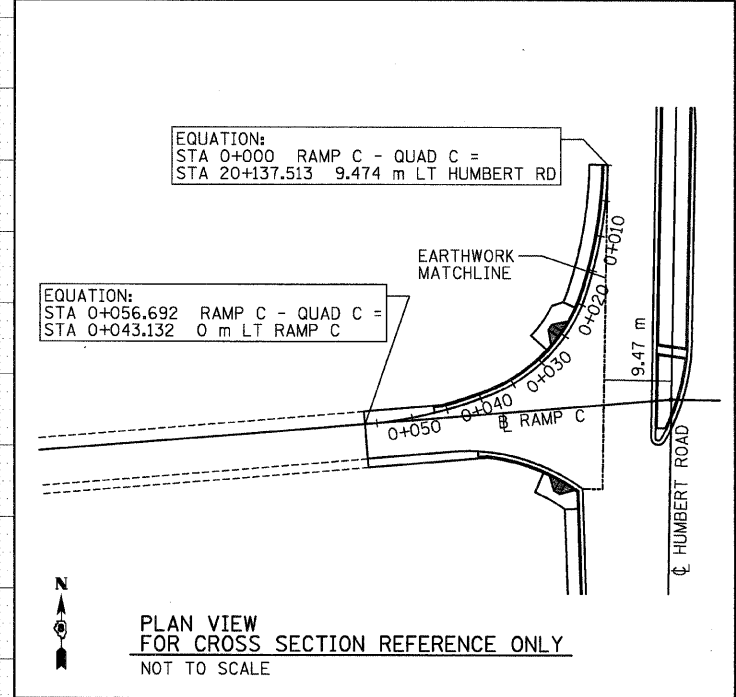 EQUATION:
STA 0+000 RAMP C - QUAD C =
STA 20+137.513 9.474 m LT HUMBERT RD
EARTHWORK
MATCHLINE
0+010
0+020
EQUATION:
STA 0+056.692 RAMP C - QUAD C =
STA 0+043.132 0 m LT RAMP C
9.47 m
0+030
0+040
0+050
B RAMP C
℄ HUMBERT ROAD
N
PLAN VIEW
FOR CROSS SECTION REFERENCE ONLY
NOT TO SCALE